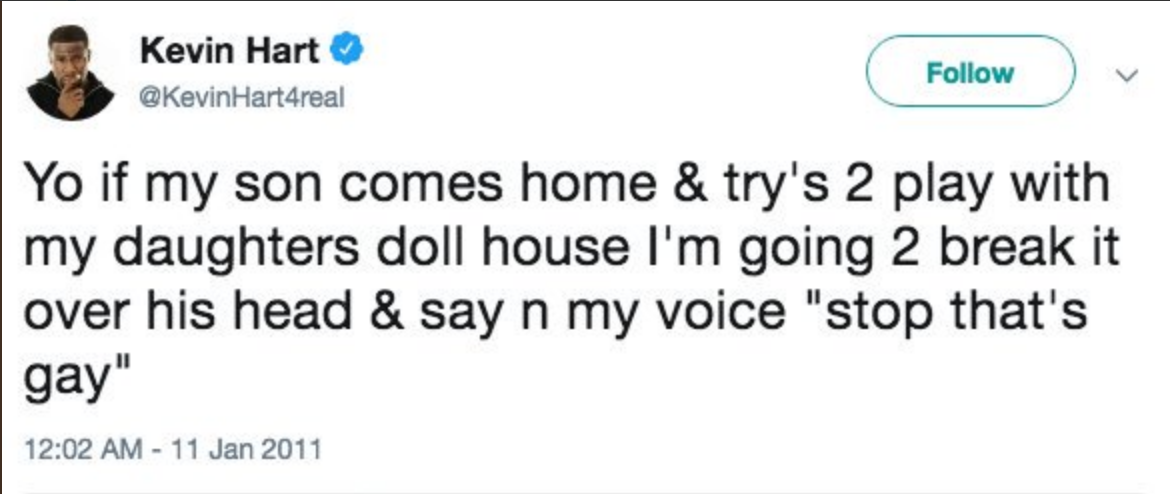 Kevin Hart
@KevinHart4real
Follow
Yo if my son comes home & try's 2 play with
my daughters doll house I'm going 2 break it
over his head & say n my voice "stop that's
gay"
12:02 AM - 11 Jan 2011